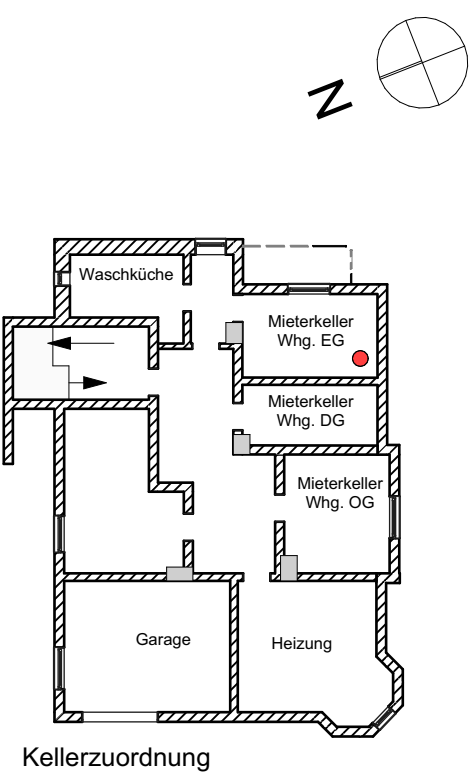 N
Waschküche
Mieterkeller
Whg. EG
Mieterkeller
Whg. DG
Mieterkeller
Whg. OG
Garage
Heizung
Kellerzuordnung